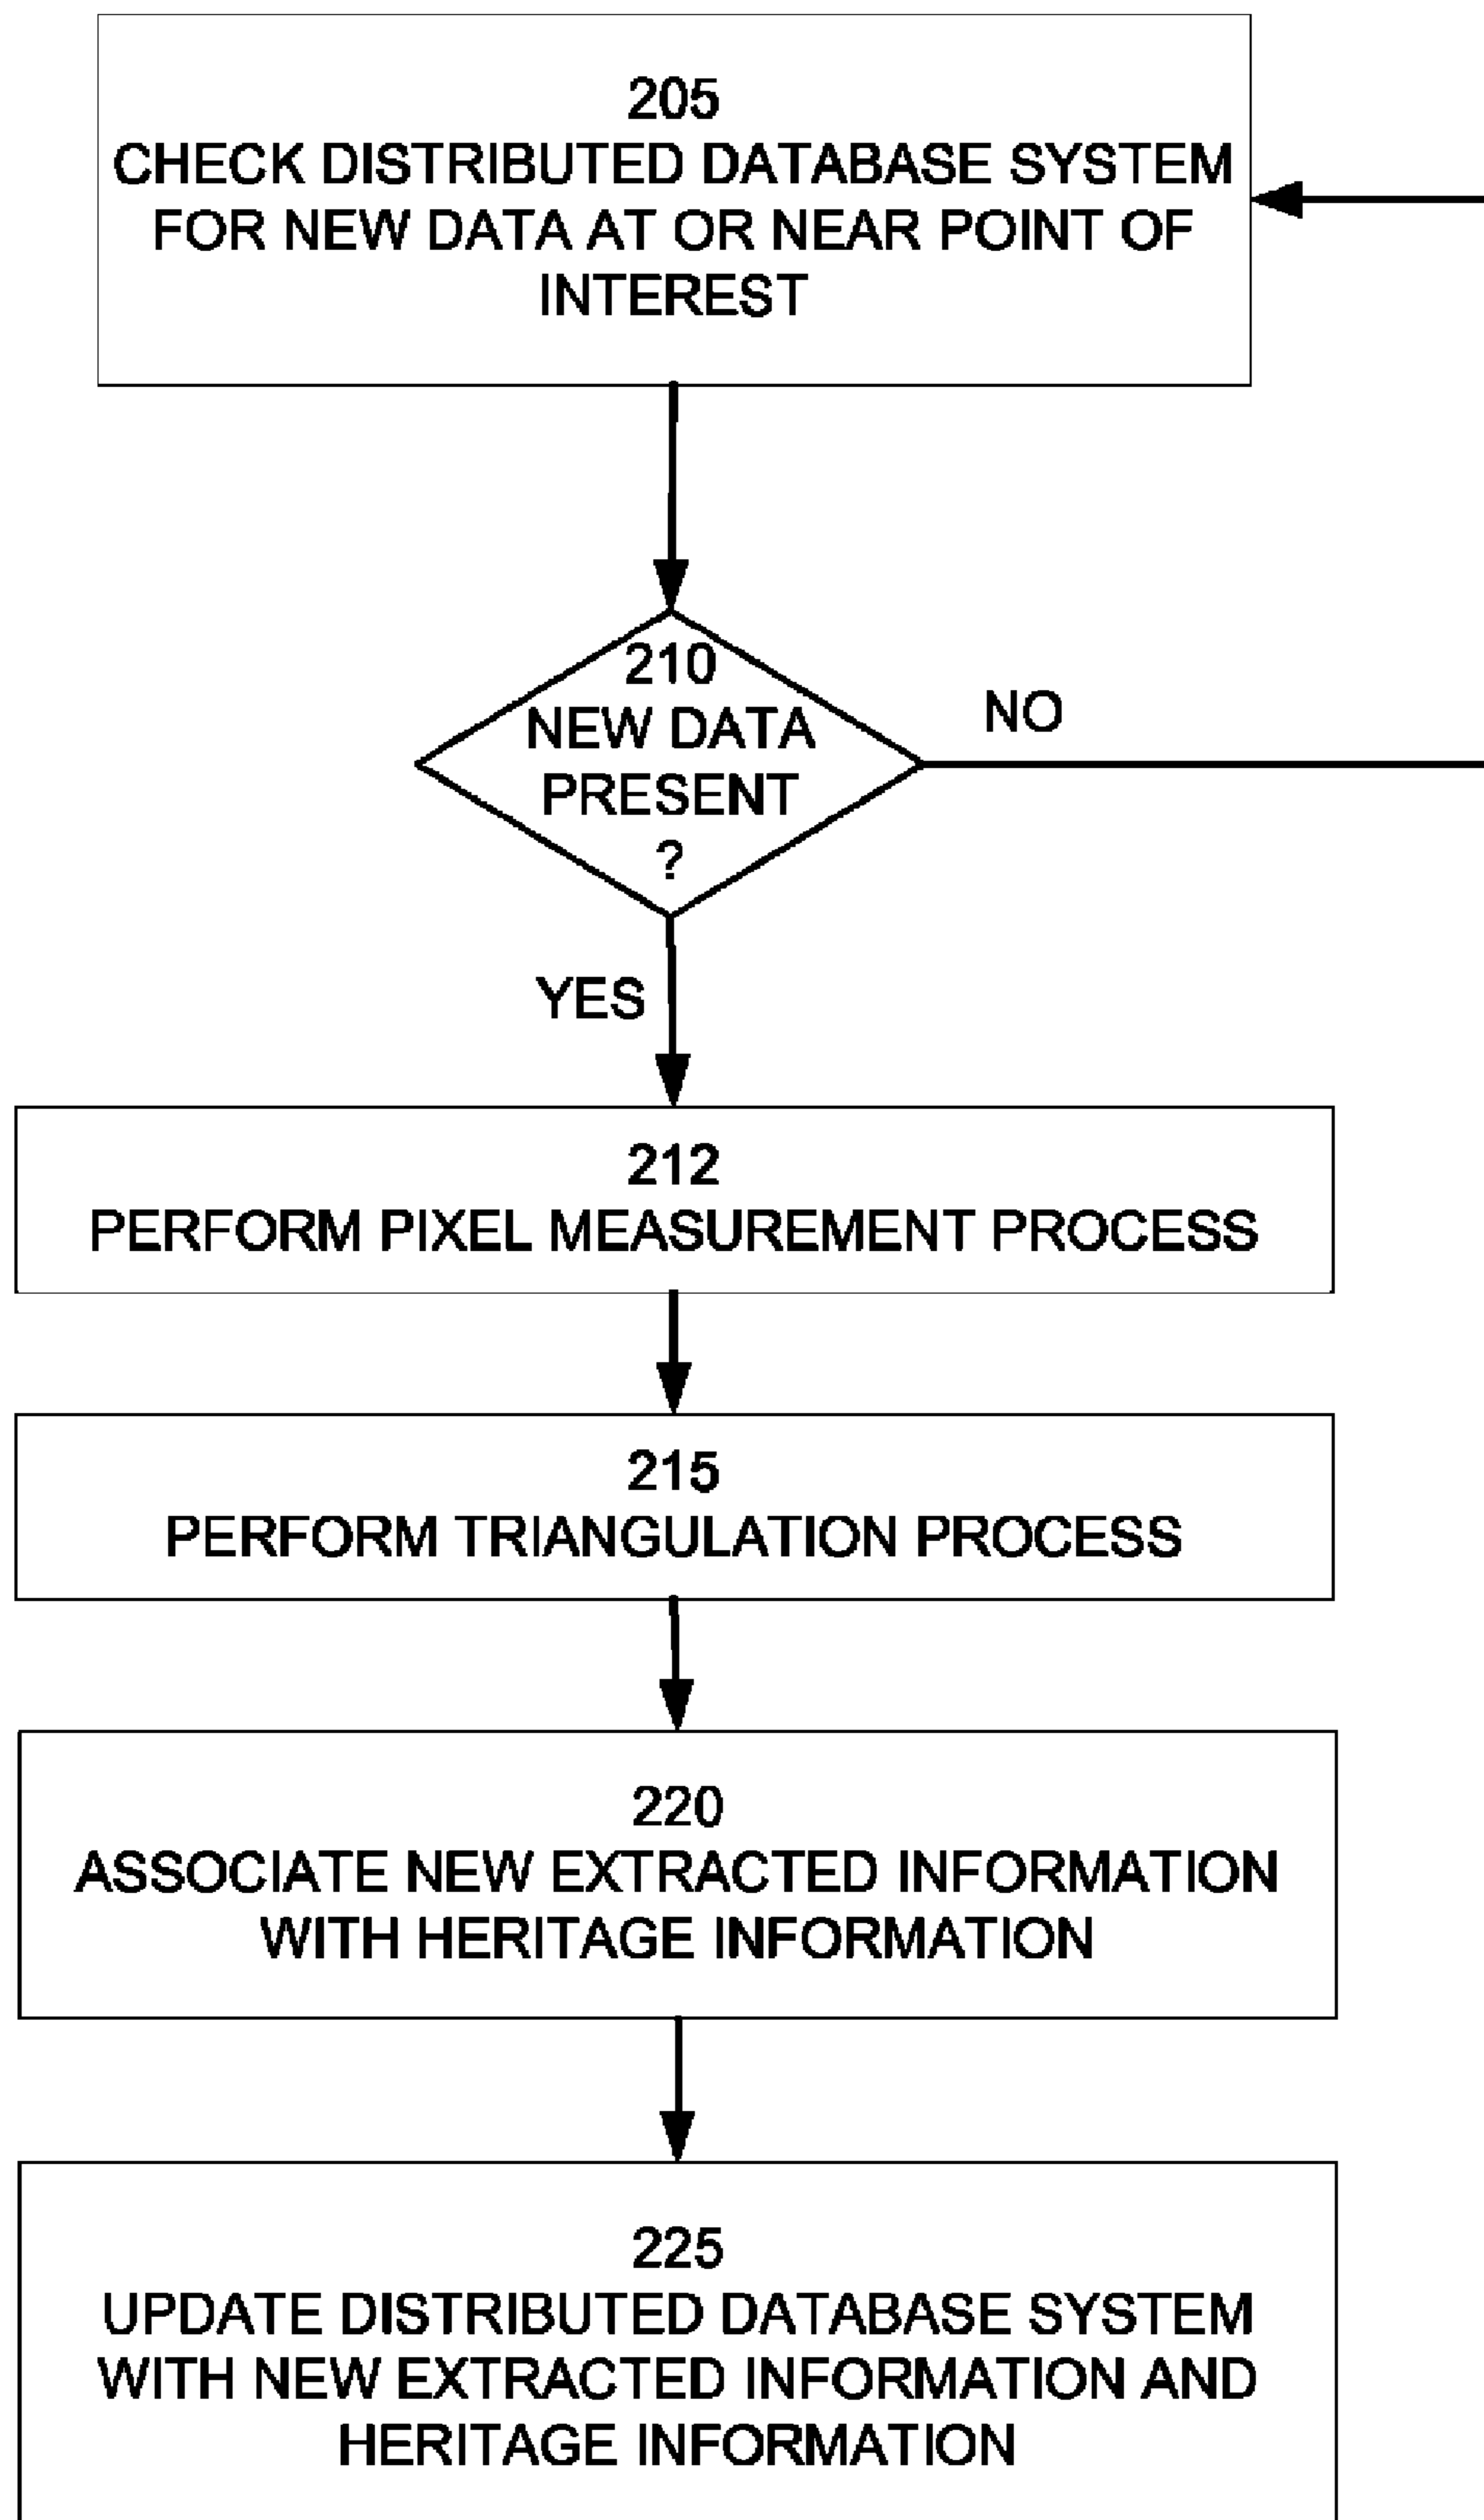 205
CHECK DISTRIBUTED DATABASE SYSTEM
FOR NEW DATA AT OR NEAR POINT OF
INTEREST
210
NEW DATA
PRESENT
?
NO
YES
212
PERFORM PIXEL MEASUREMENT PROCESS
215
PERFORM TRIANGULATION PROCESS
220
ASSOCIATE NEW EXTRACTED INFORMATION
WITH HERITAGE INFORMATION
225
UPDATE DISTRIBUTED DATABASE SYSTEM
WITH NEW EXTRACTED INFORMATION AND
HERITAGE INFORMATION